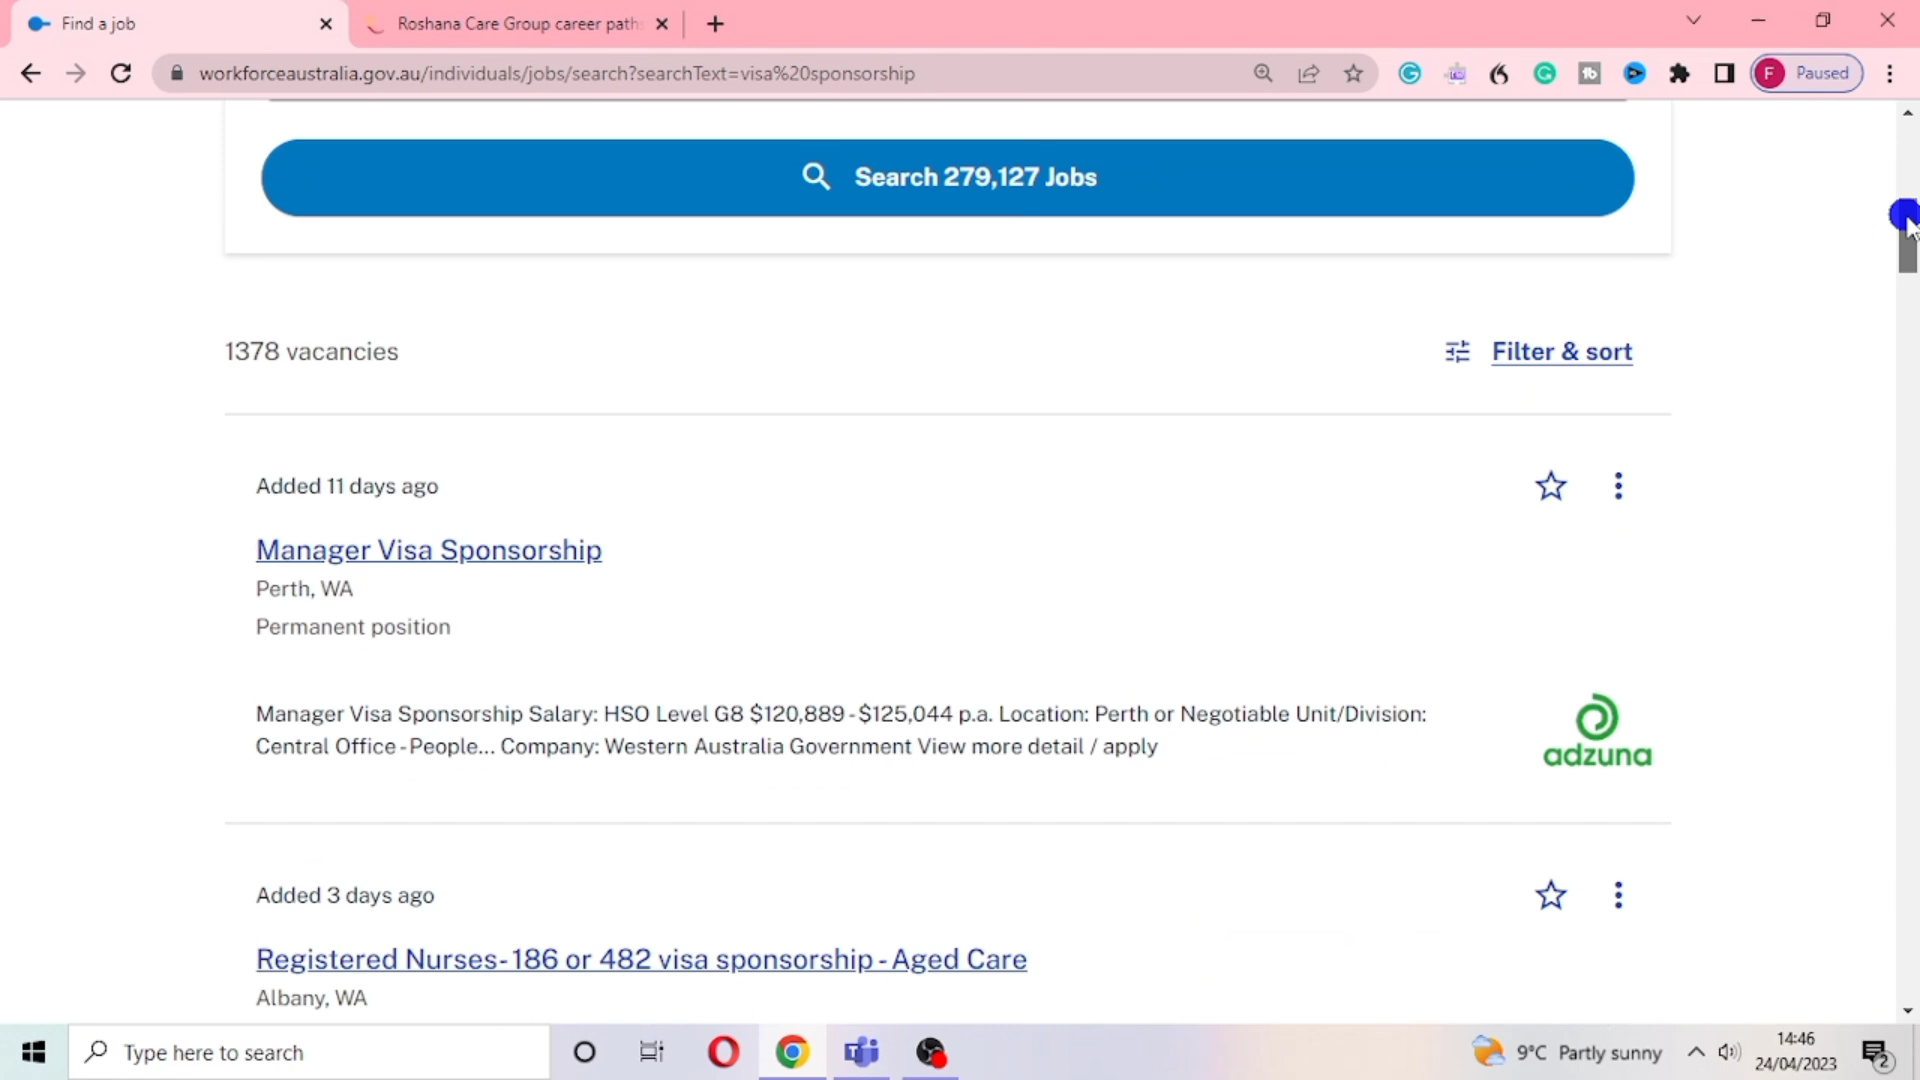 Find a job
Roshana Care Group career path
workforceaustralia.gov.au/individuals/jobs/search?searchText=visa%20sponsorship
F Paused
Search 279,127 Jobs
1378 vacancies
Filter & sort
Added 11 days ago
Manager Visa Sponsorship
Perth, WA
Permanent position
Manager Visa Sponsorship Salary: HSO Level G8 $120,889 - $125,044 p.a. Location: Perth or Negotiable Unit/Division:
Central Office - People... Company: Western Australia Government View more detail / apply
adzuna
Added 3 days ago
Registered Nurses- 186 or 482 visa sponsorship - Aged Care
Albany, WA
Type here to search
9°C Partly sunny
14:46
24/04/2023
2